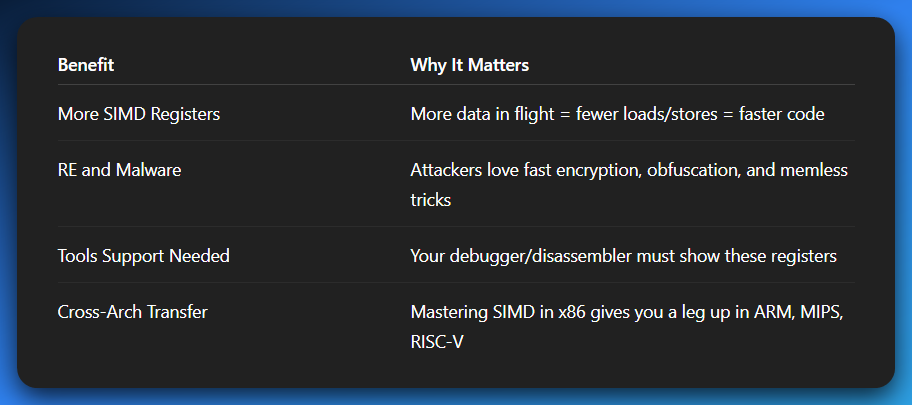 Benefit
Why It Matters
More SIMD Registers
More data in flight = fewer loads/stores = faster code
RE and Malware
Attackers love fast encryption, obfuscation, and memless
tricks
Tools Support Needed
Your debugger/disassembler must show these registers
Cross-Arch Transfer
Mastering SIMD in x86 gives you a leg up in ARM, MIPS,
RISC-V